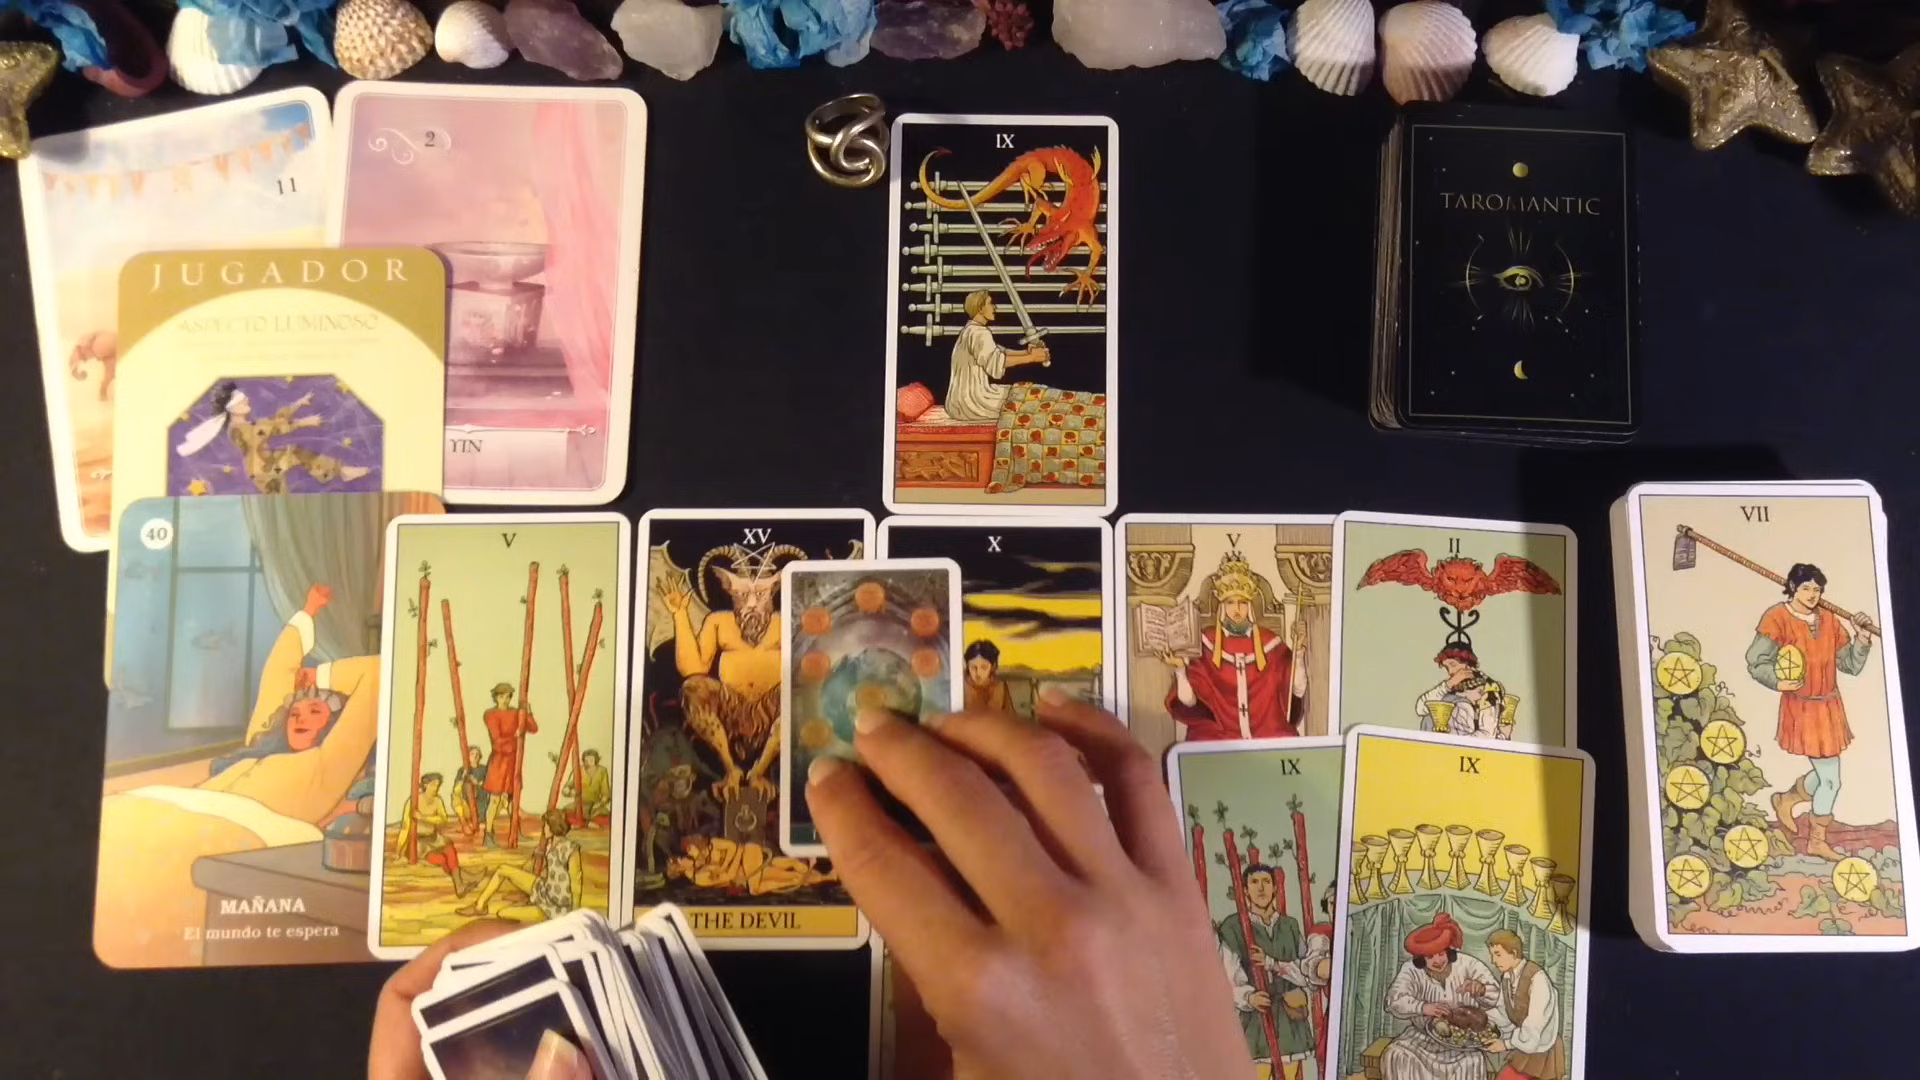 11
2
JUGADOR
ASPECTO LUMINOSO
YIN
40
MAÑANA
El mundo te espera
IX
TAROMANTIC
V
XV
THE DEVIL
X
V
II
IX
IX
VII